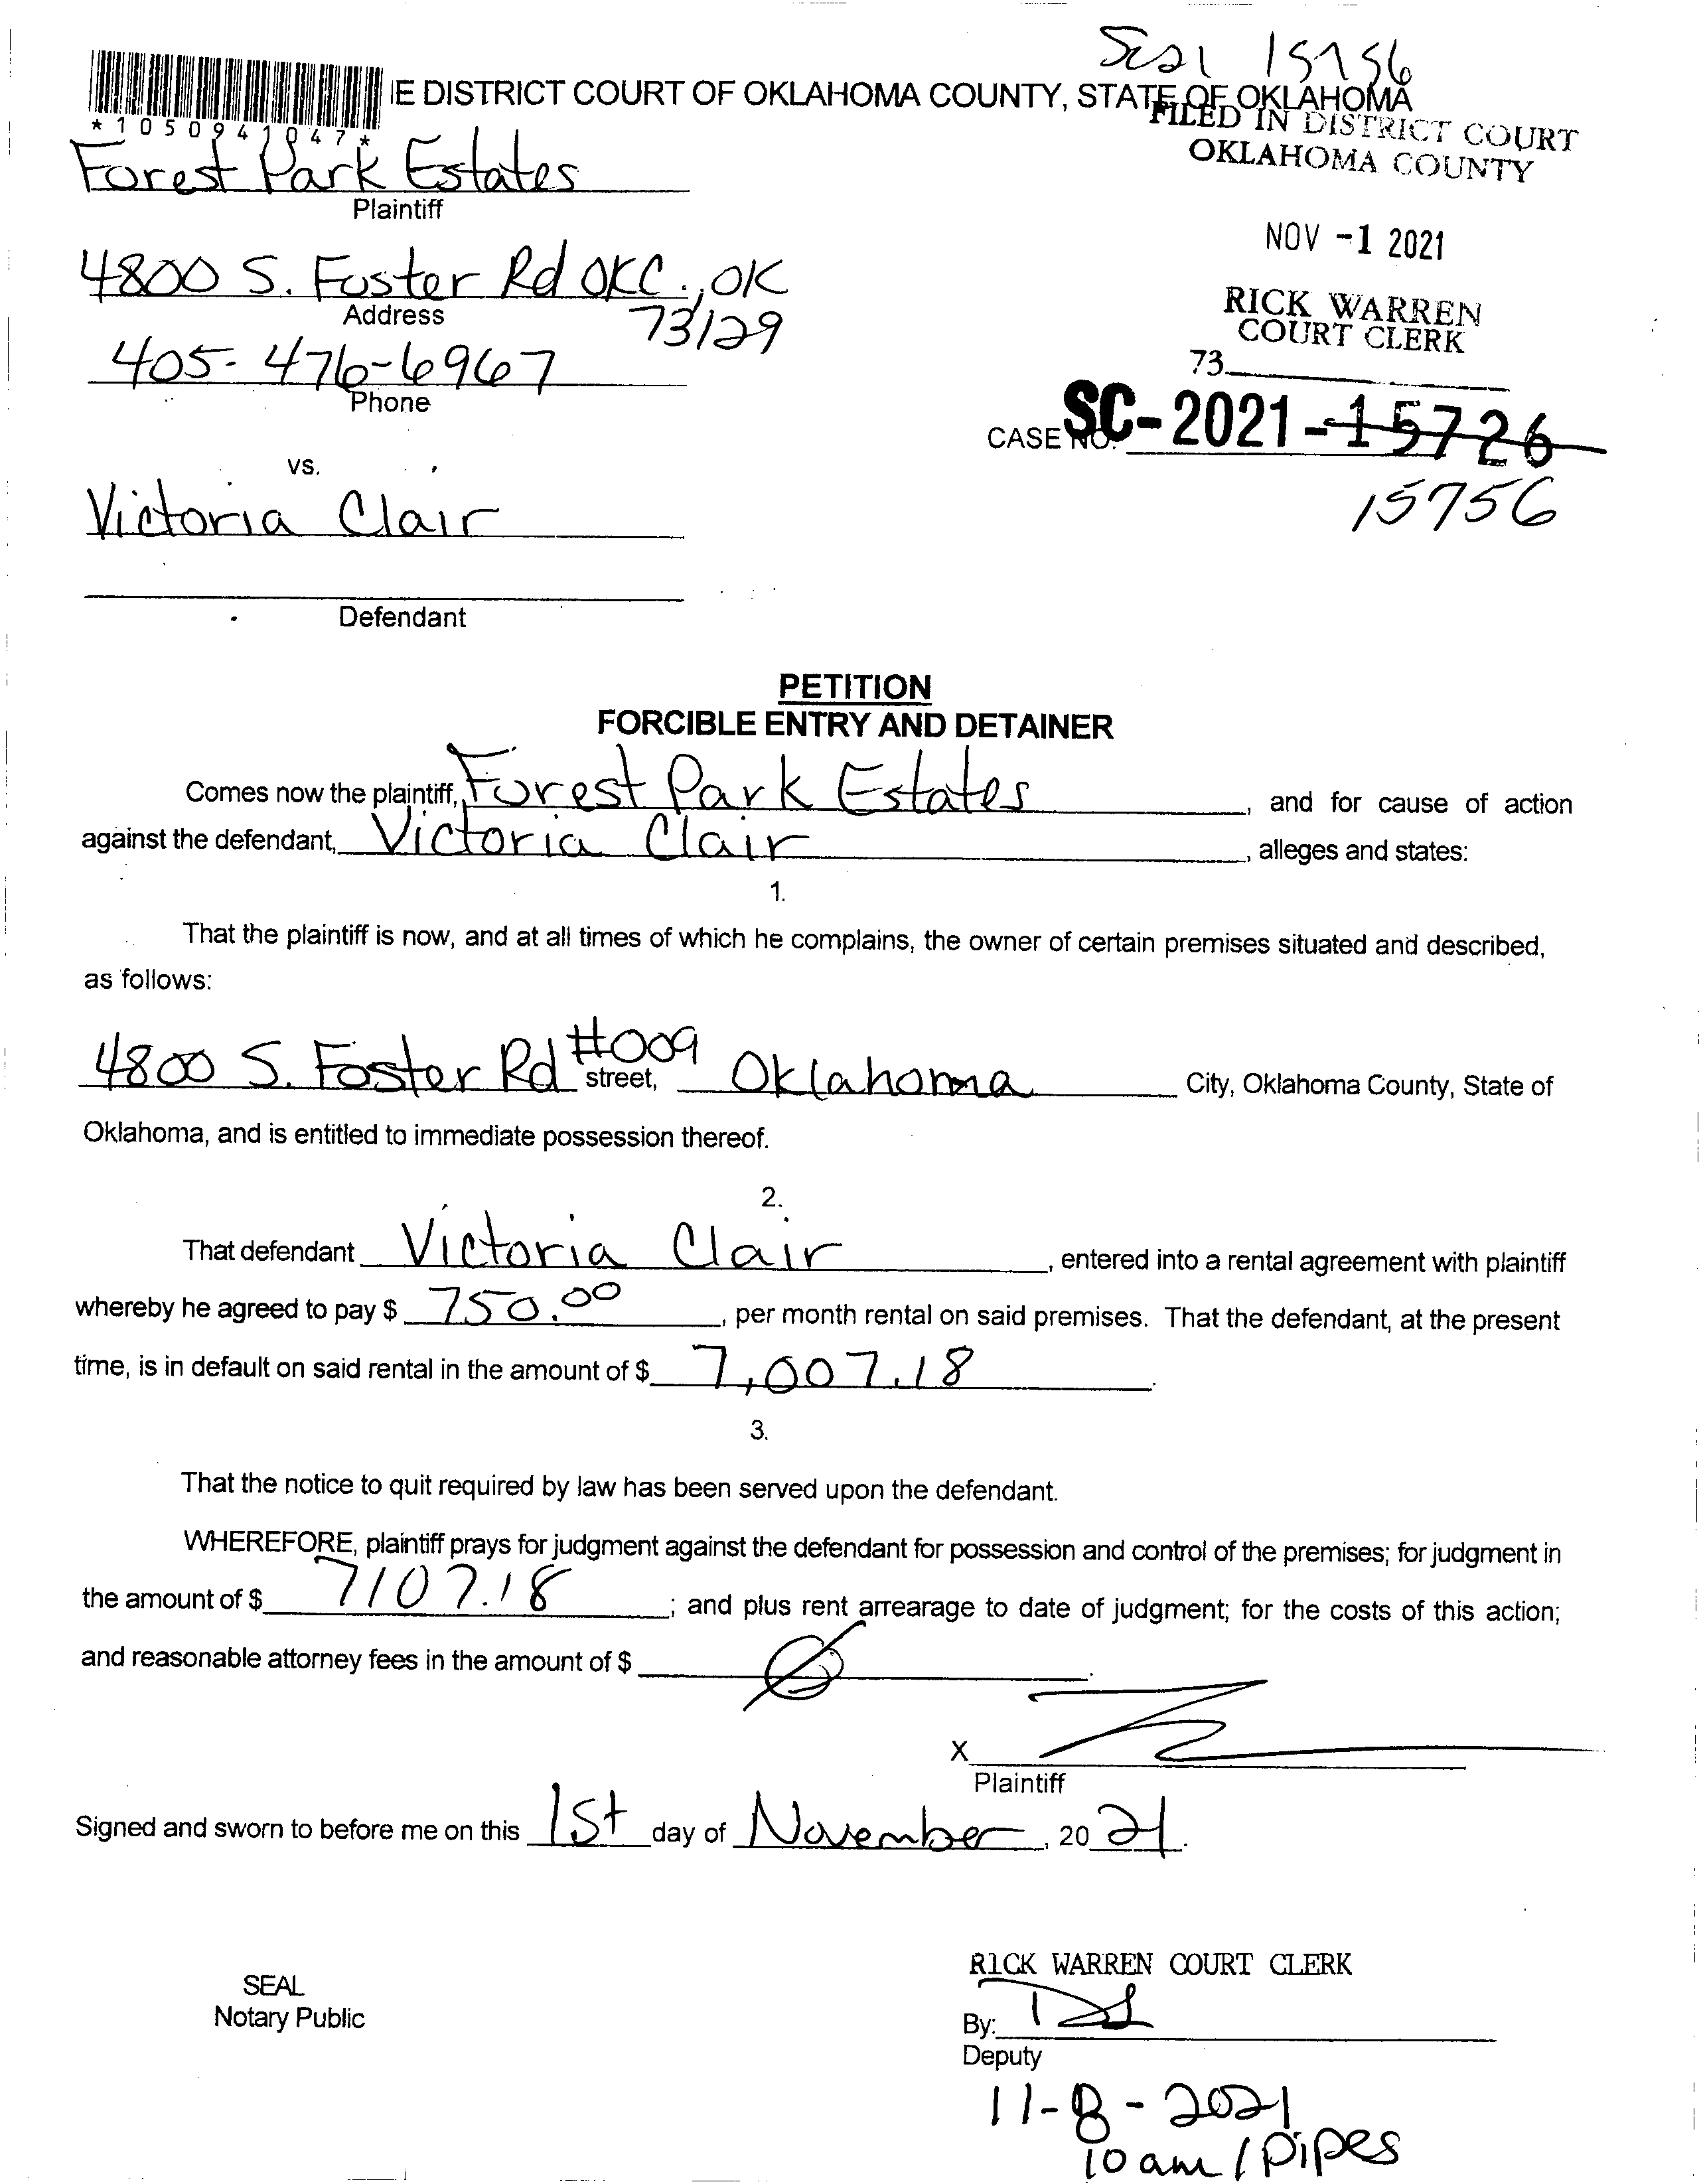 SC21 15756
E DISTRICT COURT OF OKLAHOMA COUNTY, STATE OF OKLAHOMA
*1050941047*
FILED IN DISTRICT COURT
OKLAHOMA COUNTY
Forest Park Estates
Plaintiff
NOV -1 2021
4800 S. Foster Rd OKC., OK
73129
Address
RICK WARREN
COURT CLERK
405-476-6967
Phone
73
CASE NO. SC-2021-15726
15756
vs.
Victoria Clair
Defendant
PETITION
FORCIBLE ENTRY AND DETAINER
Comes now the plaintiff, Forest Park Estates, and for cause of action
against the defendant, Victoria Clair, alleges and states:
1.
That the plaintiff is now, and at all times of which he complains, the owner of certain premises situated and described,
as follows:
4800 S. Foster Rd #009 street, Oklahoma City, Oklahoma County, State of
Oklahoma, and is entitled to immediate possession thereof.
2.
That defendant Victoria Clair, entered into a rental agreement with plaintiff
whereby he agreed to pay $ 750.00, per month rental on said premises. That the defendant, at the present
time, is in default on said rental in the amount of $ 7,007.18.
3.
That the notice to quit required by law has been served upon the defendant.
WHEREFORE, plaintiff prays for judgment against the defendant for possession and control of the premises; for judgment in
the amount of $ 7107.18; and plus rent arrearage to date of judgment; for the costs of this action;
and reasonable attorney fees in the amount of $ Ø.
X
Plaintiff
Signed and sworn to before me on this 1st day of November, 2021.
RICK WARREN COURT CLERK
SEAL
Notary Public
By:
Deputy
11-8-2021
10 am / Pipes